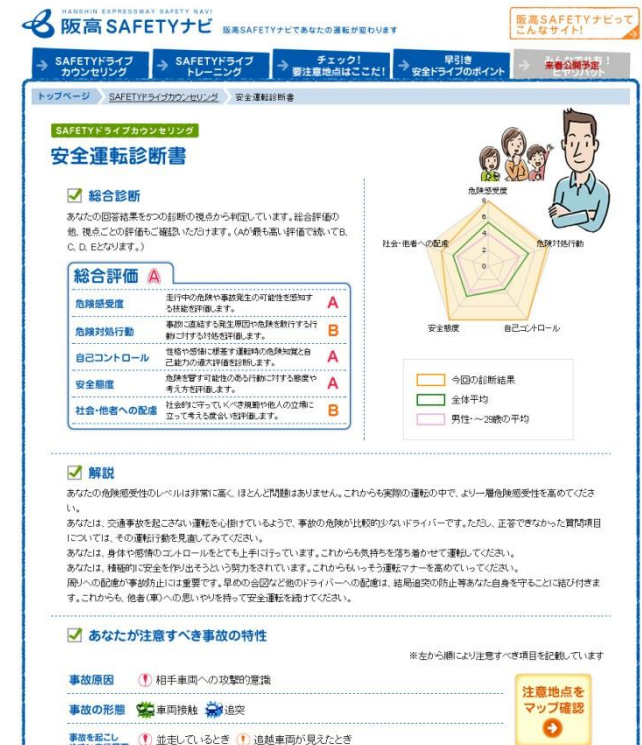 HANSHIN EXPRESSWAY SAFETY NAVI
阪高SAFETYナビ
阪高SAFETYナビであなたの運転が変わります
阪高SAFETYナビって
こんなサイト!
SAFETYドライブ
カウンセリング
SAFETYドライブ
トレーニング
チェック!
要注意地点はここだ!
早引き
安全ドライブのポイント
来春公開予定
トップページ
SAFETYドライブカウンセリング
安全運転診断書
SAFETYドライブカウンセリング
安全運転診断書
総合診断
あなたの回答結果を5つの診断の視点から判定しています。総合評価の
他、視点ごとの評価もご確認いただけます。(Aが最も高い評価で続いてB、
C、D、Eとなります。)
総合評価 A
危険感受度 走行中の危険や事故発生の可能性を感知す
る技能を評価します。 A
危険対処行動 事故に直結する発生原因や危険を敢行する行
動に対する対処を評価します。 B
自己コントロール 性格や感情に根差す運転時の危険知覚と自
己能力の過大評価を診断します。 A
安全態度 危険を冒す可能性のある行動に対する態度や
考え方を評価します。 A
社会・他者への配慮 社会的に守っていくべき規範や他人の立場に
立って考える度合いを評価します。 B
危険感受度
危険対処行動
自己コントロール
安全態度
社会・他者への配慮
8
6
4
2
0
今回の診断結果
全体平均
男性・～29歳の平均
解説
あなたの危険感受性のレベルは非常に高く、ほとんど問題はありません。これからも実際の運転の中で、より一層危険感受性を高めてくださ
い。
あなたは、交通事故を起こさない運転を心掛けているようで、事故の危険が比較的少ないドライバーです。ただし、正答できなかった質問項目
については、その運転行動を見直してみてください。
あなたは、身体や感情のコントロールをとても上手に行っています。これからも気持ちを落ち着かせて運転してください。
あなたは、積極的に安全を作り出そうという努力をされています。これからもいっそう運転マナーを高めていってください。
周りへの配慮が事故防止には重要です。早めの合図など他のドライバーへの配慮は、結局追突の防止等あなた自身を守ることに結び付きま
す。これからも、他者(車)への思いやりを持って安全運転を続けてください。
あなたが注意すべき事故の特性
※左から順により注意すべき項目を記載しています
事故原因 相手車両への攻撃的意識
事故の形態 車両接触 追突
注意地点を
マップ確認
事故を起こし
並走しているとき 追越車両が見えたとき